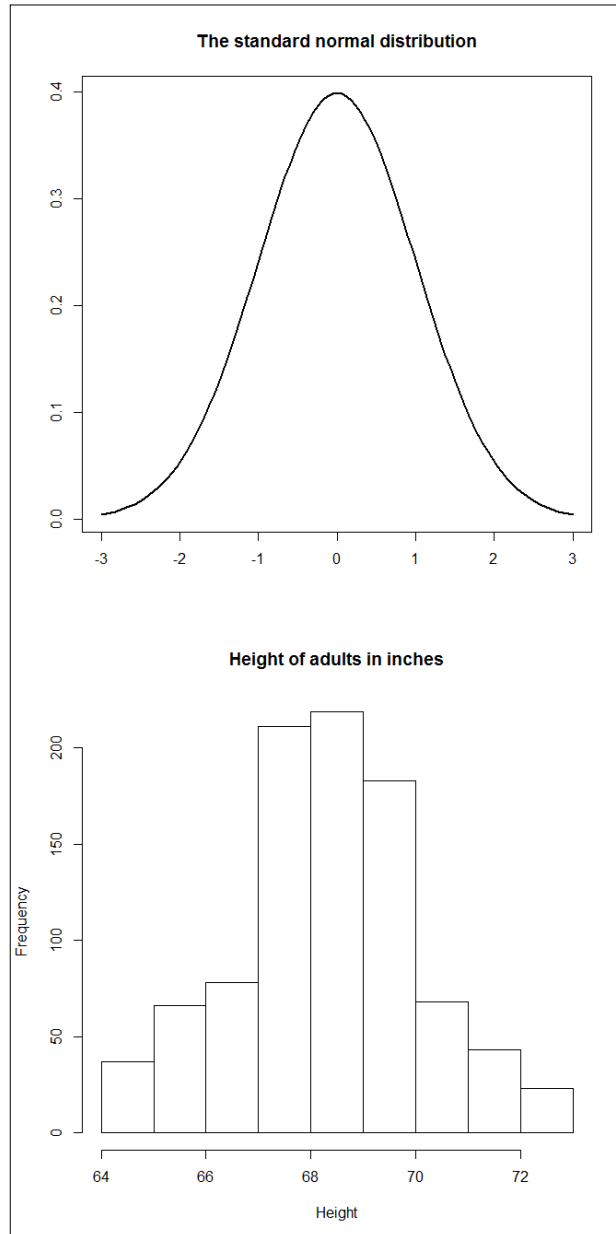 The standard normal distribution
0.4
0.3
0.2
0.1
0.0
-3 -2 -1 0 1 2 3
Height of adults in inches
200
150
100
50
0
Frequency
64 66 68 70 72
Height